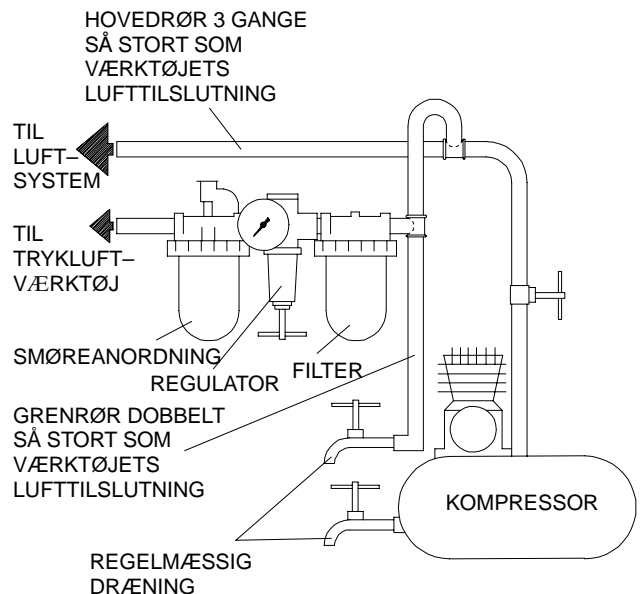 HOVEDRØR 3 GANGE
SÅ STORT SOM
VÆRKTØJETS
LUFTTILSLUTNING
TIL
LUFT–
SYSTEM
TIL
TRYKLUFT–
VÆRKTØJ
SMØREANORDNING
REGULATOR
FILTER
GRENRØR DOBBELT
SÅ STORT SOM
VÆRKTØJETS
LUFTTILSLUTNING
KOMPRESSOR
REGELMÆSSIG
DRÆNING